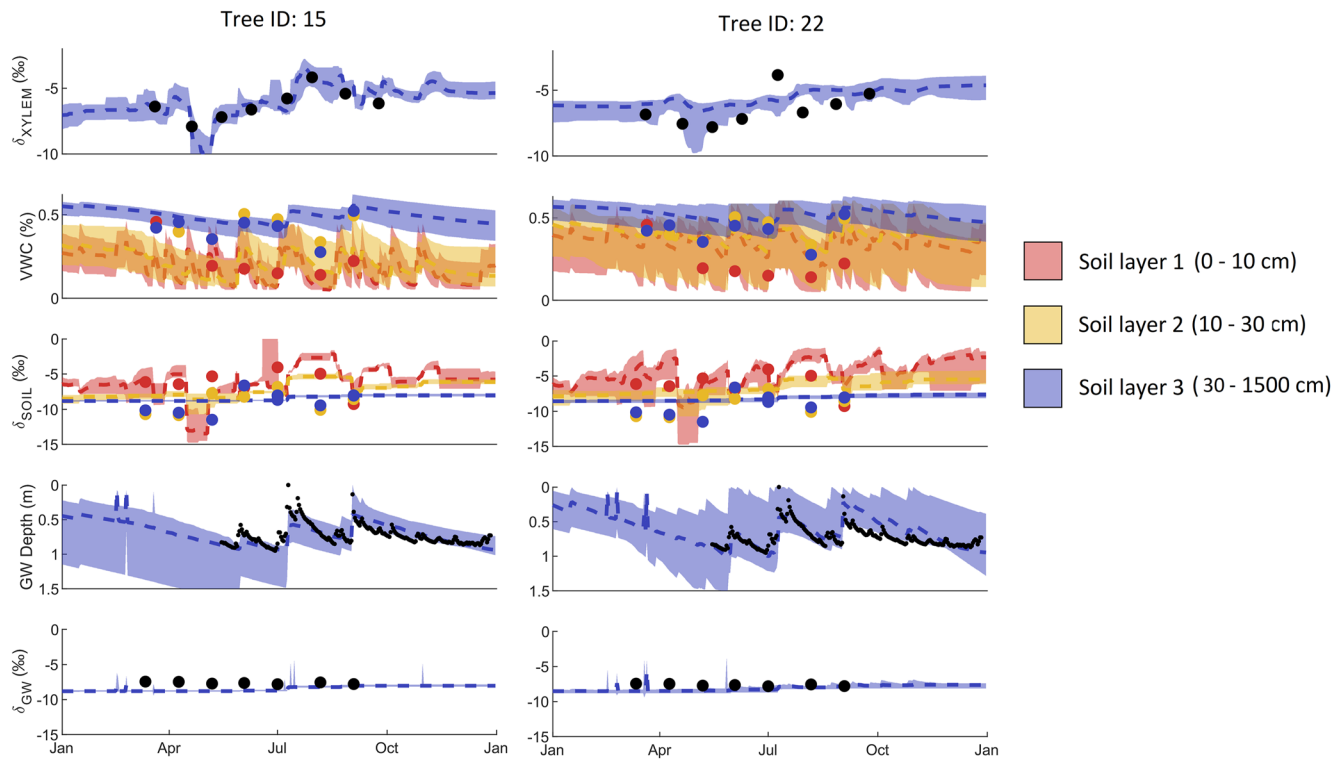 Tree ID: 15
Tree ID: 22
δXYLEM (‰)
-5
-10
-5
-10
VWC (%)
0.5
0
0.5
0
Soil layer 1 (0 - 10 cm)
Soil layer 2 (10 - 30 cm)
Soil layer 3 (30 - 1500 cm)
δSOIL (‰)
0
-5
-10
-15
0
-5
-10
-15
GW Depth (m)
0
0.5
1
1.5
0
0.5
1
1.5
δGW (‰)
0
-5
-10
-15
0
-5
-10
-15
Jan Apr Jul Oct Jan
Jan Apr Jul Oct Jan